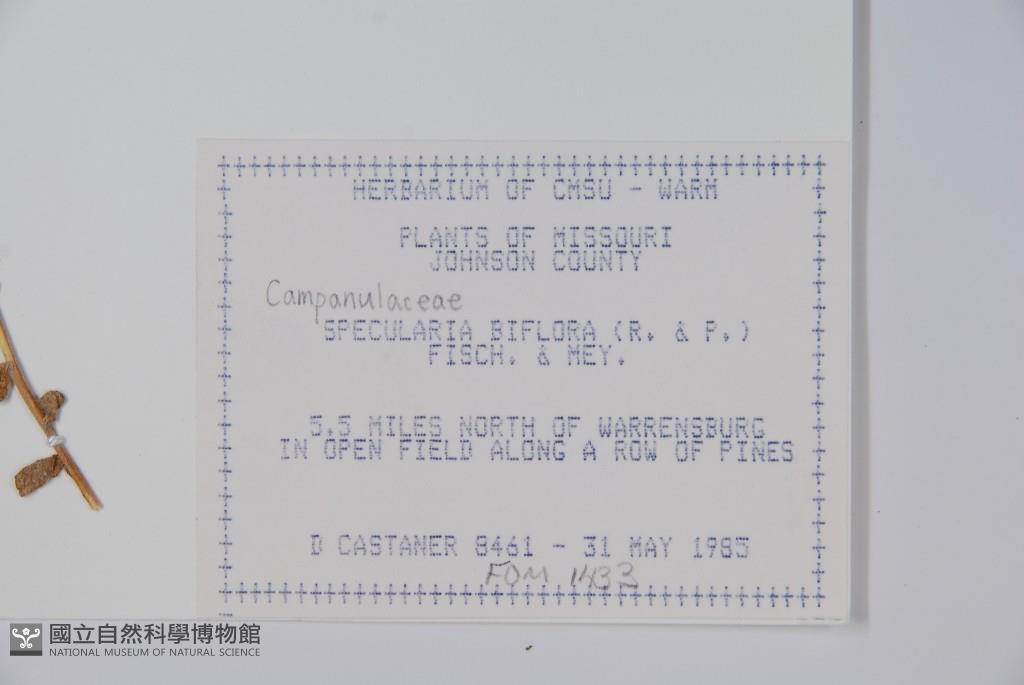 HERBARIUM OF CMSU - WARM
PLANTS OF MISSOURI
JOHNSON COUNTY
Campanulaceae
SPECULARIA BIFLORA (R. & P.)
FISCH. & MEY.
5.5 MILES NORTH OF WARRENSBURG
IN OPEN FIELD ALONG A ROW OF PINES
D CASTANER 8461 - 31 MAY 1985
FOM 1433
國立自然科學博物館
NATIONAL MUSEUM OF NATURAL SCIENCE